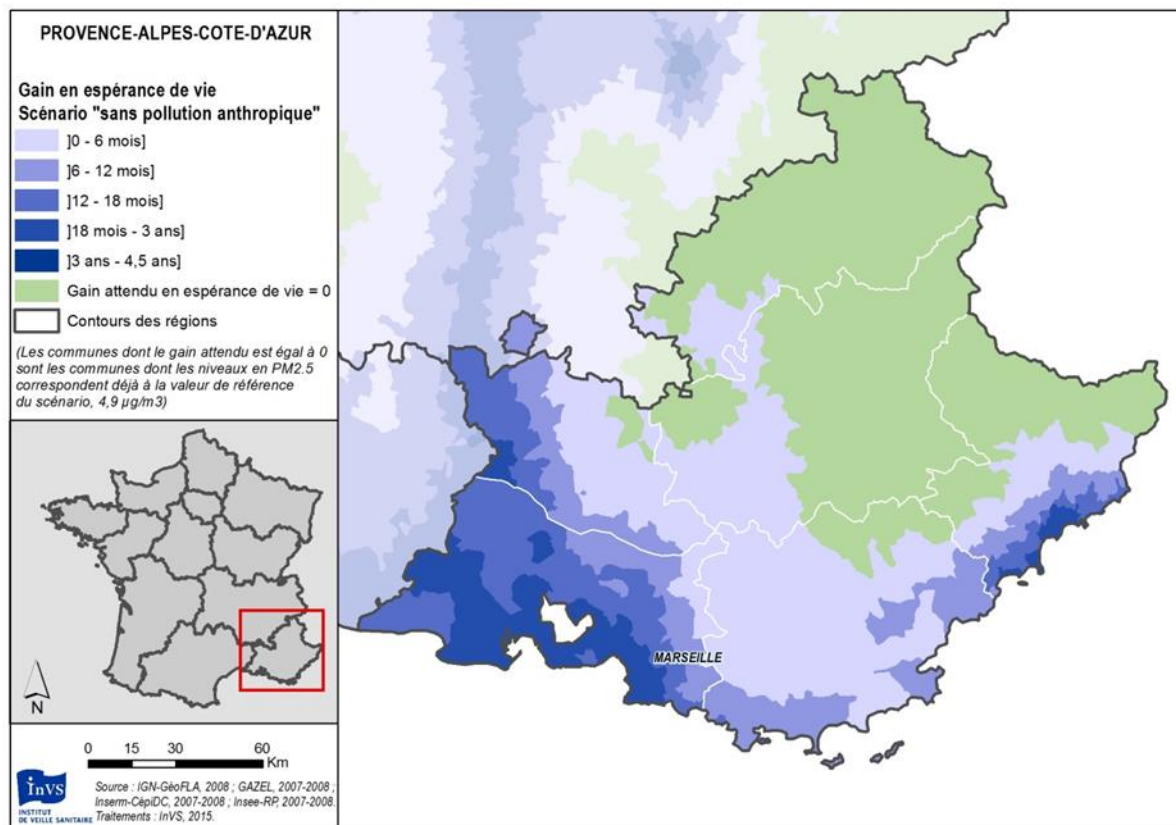 PROVENCE-ALPES-COTE-D'AZUR
Gain en espérance de vie
Scénario "sans pollution anthropique"
]0 - 6 mois]
]6 - 12 mois]
]12 - 18 mois]
]18 mois - 3 ans]
]3 ans - 4,5 ans]
Gain attendu en espérance de vie = 0
Contours des régions
(Les communes dont le gain attendu est égal à 0
sont les communes dont les niveaux en PM2.5
correspondent déjà à la valeur de référence
du scénario, 4,9 µg/m3)
MARSEILLE
N
0 15 30 60
Km
InVS
INSTITUT
DE VEILLE SANITAIRE
Source : IGN-GéoFLA, 2008 ; GAZEL, 2007-2008 ;
Inserm-CépiDC, 2007-2008 ; Insee-RP, 2007-2008.
Traitements : InVS, 2015.